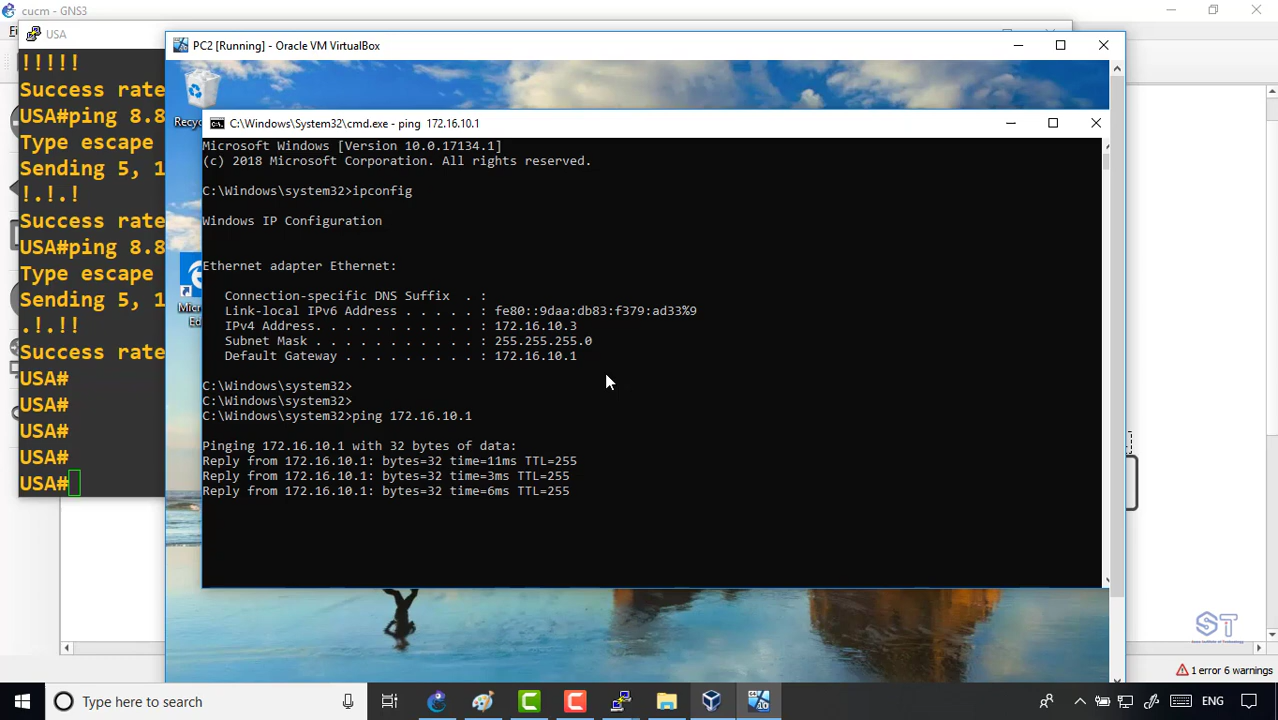 cucm - GNS3
USA
PC2 [Running] - Oracle VM VirtualBox
!!!!!
Success rate
USA#ping 8.8
Type escape
Sending 5, 1
!.!.!
Success rate
USA#ping 8.8
Type escape
Sending 5, 1
.!.!!
Success rate
USA#
USA#
USA#
USA#
USA#
Recyc
Micr
Ed
C:\Windows\System32\cmd.exe - ping 172.16.10.1
Microsoft Windows [Version 10.0.17134.1]
(c) 2018 Microsoft Corporation. All rights reserved.
C:\Windows\system32>ipconfig
Windows IP Configuration
Ethernet adapter Ethernet:
Connection-specific DNS Suffix . :
Link-local IPv6 Address . . . . . : fe80::9daa:db83:f379:ad33%9
IPv4 Address. . . . . . . . . . . : 172.16.10.3
Subnet Mask . . . . . . . . . . . : 255.255.255.0
Default Gateway . . . . . . . . . : 172.16.10.1
C:\Windows\system32>
C:\Windows\system32>
C:\Windows\system32>ping 172.16.10.1
Pinging 172.16.10.1 with 32 bytes of data:
Reply from 172.16.10.1: bytes=32 time=11ms TTL=255
Reply from 172.16.10.1: bytes=32 time=3ms TTL=255
Reply from 172.16.10.1: bytes=32 time=6ms TTL=255
ST
1 error 6 warnings
Type here to search
ENG